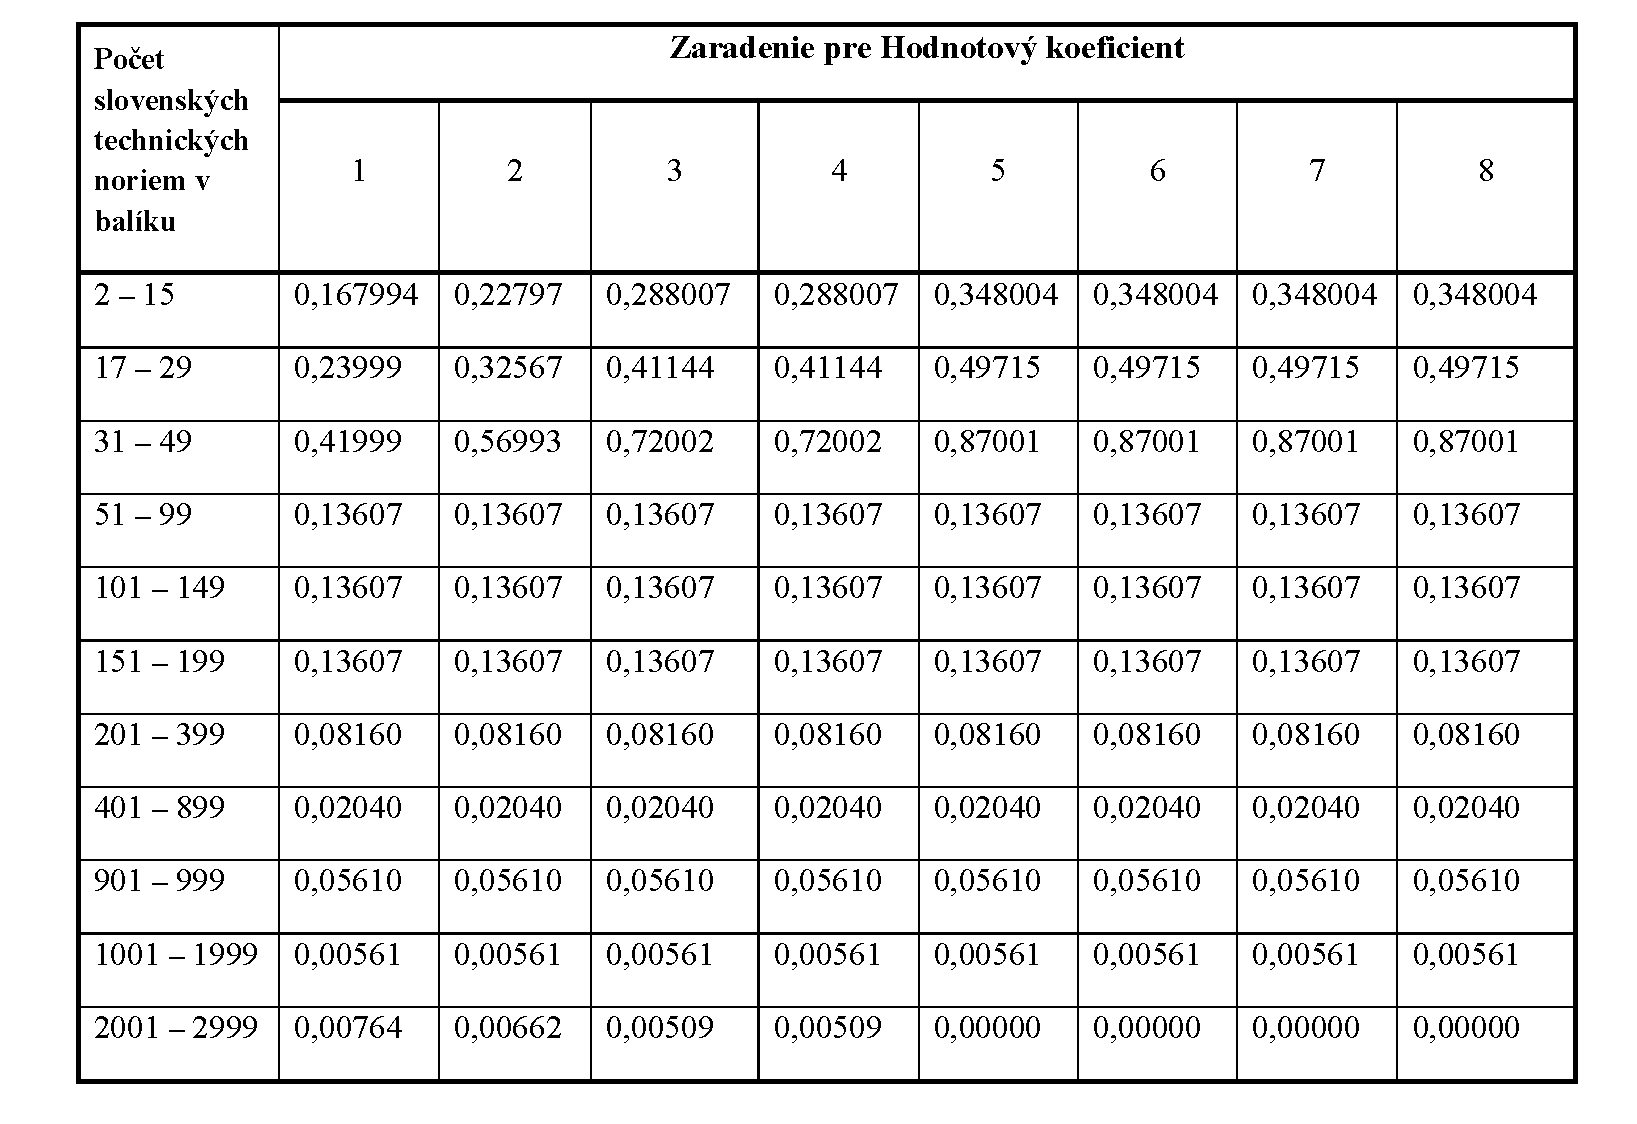 Počet
slovenských
technických
noriem v
balíku
Zaradenie pre Hodnotový koeficient
1 2 3 4 5 6 7 8
2 – 15 0,167994 0,22797 0,288007 0,288007 0,348004 0,348004 0,348004 0,348004
17 – 29 0,23999 0,32567 0,41144 0,41144 0,49715 0,49715 0,49715 0,49715
31 – 49 0,41999 0,56993 0,72002 0,72002 0,87001 0,87001 0,87001 0,87001
51 – 99 0,13607 0,13607 0,13607 0,13607 0,13607 0,13607 0,13607 0,13607
101 – 149 0,13607 0,13607 0,13607 0,13607 0,13607 0,13607 0,13607 0,13607
151 – 199 0,13607 0,13607 0,13607 0,13607 0,13607 0,13607 0,13607 0,13607
201 – 399 0,08160 0,08160 0,08160 0,08160 0,08160 0,08160 0,08160 0,08160
401 – 899 0,02040 0,02040 0,02040 0,02040 0,02040 0,02040 0,02040 0,02040
901 – 999 0,05610 0,05610 0,05610 0,05610 0,05610 0,05610 0,05610 0,05610
1001 – 1999 0,00561 0,00561 0,00561 0,00561 0,00561 0,00561 0,00561 0,00561
2001 – 2999 0,00764 0,00662 0,00509 0,00509 0,00000 0,00000 0,00000 0,00000